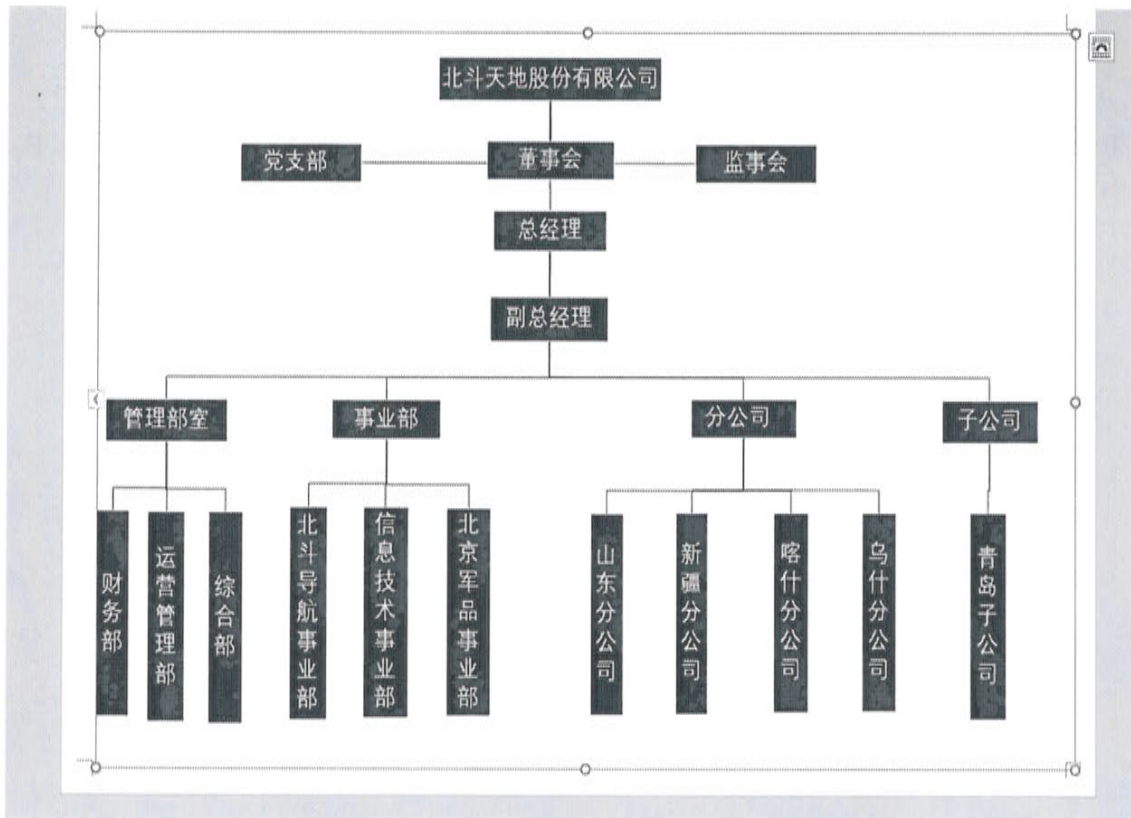 北斗天地股份有限公司
党支部
董事会
监事会
总经理
副总经理
管理部室
事业部
分公司
子公司
财务部
运营管理部
综合部
北斗导航事业部
信息技术事业部
北京军品事业部
山东分公司
新疆分公司
喀什分公司
乌什分公司
青岛子公司